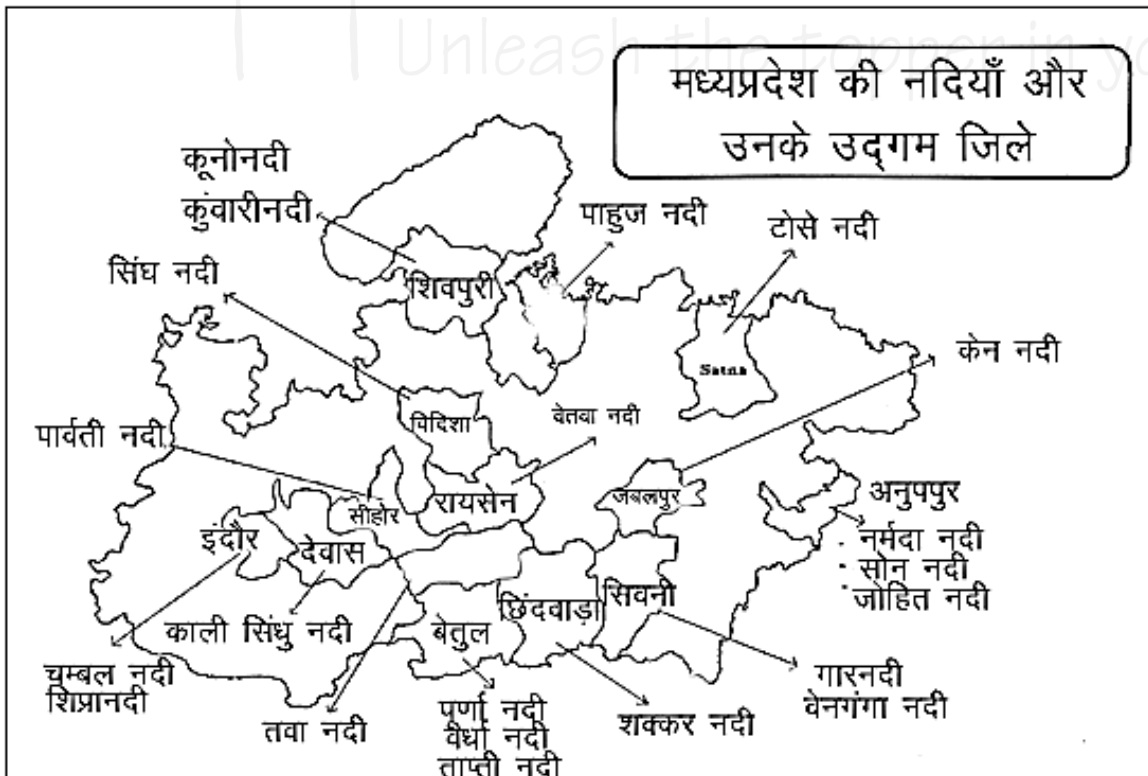 Unleash the topper in yo
मध्यप्रदेश की नदियाँ और
उनके उद्गम जिले
कूनोनदी
कुंवारीनदी
पाहुज नदी
टोसे नदी
सिंघ नदी
शिवपुरी
Satna
केन नदी
विदिशा
वेतवा नदी
पार्वती नदी
रायसेन
जबलपुर
अनुपपुर
सीहोर
इंदौर
देवास
नर्मदा नदी
सोन नदी
जोहित नदी
छिंदवाड़ा
सिवनी
काली सिंधु नदी
बेतुल
चम्बल नदी
शिप्रानदी
गारनदी
वेनगंगा नदी
तवा नदी
पूर्णा नदी
वर्धा नदी
ताप्ती नदी
शक्कर नदी